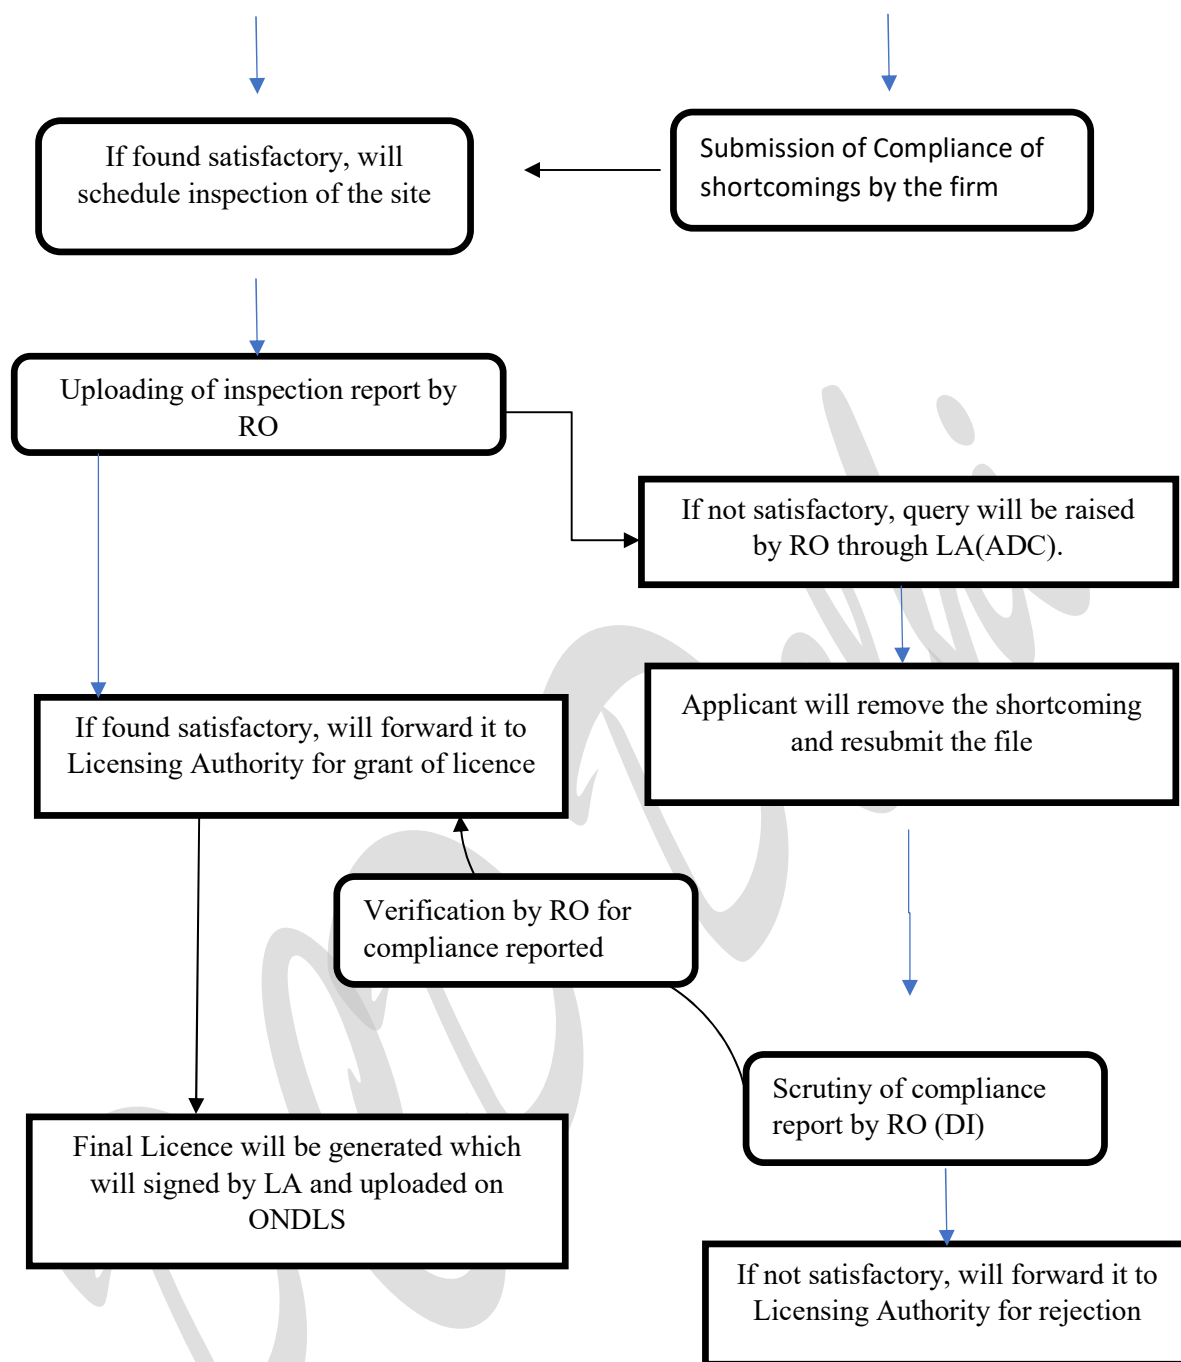 If found satisfactory, will
schedule inspection of the site
Submission of Compliance of
shortcomings by the firm
Uploading of inspection report by
RO
If not satisfactory, query will be raised
by RO through LA(ADC).
If found satisfactory, will forward it to
Licensing Authority for grant of licence
Applicant will remove the shortcoming
and resubmit the file
Verification by RO for
compliance reported
Scrutiny of compliance
report by RO (DI)
Final Licence will be generated which
will signed by LA and uploaded on
ONDLS
If not satisfactory, will forward it to
Licensing Authority for rejection